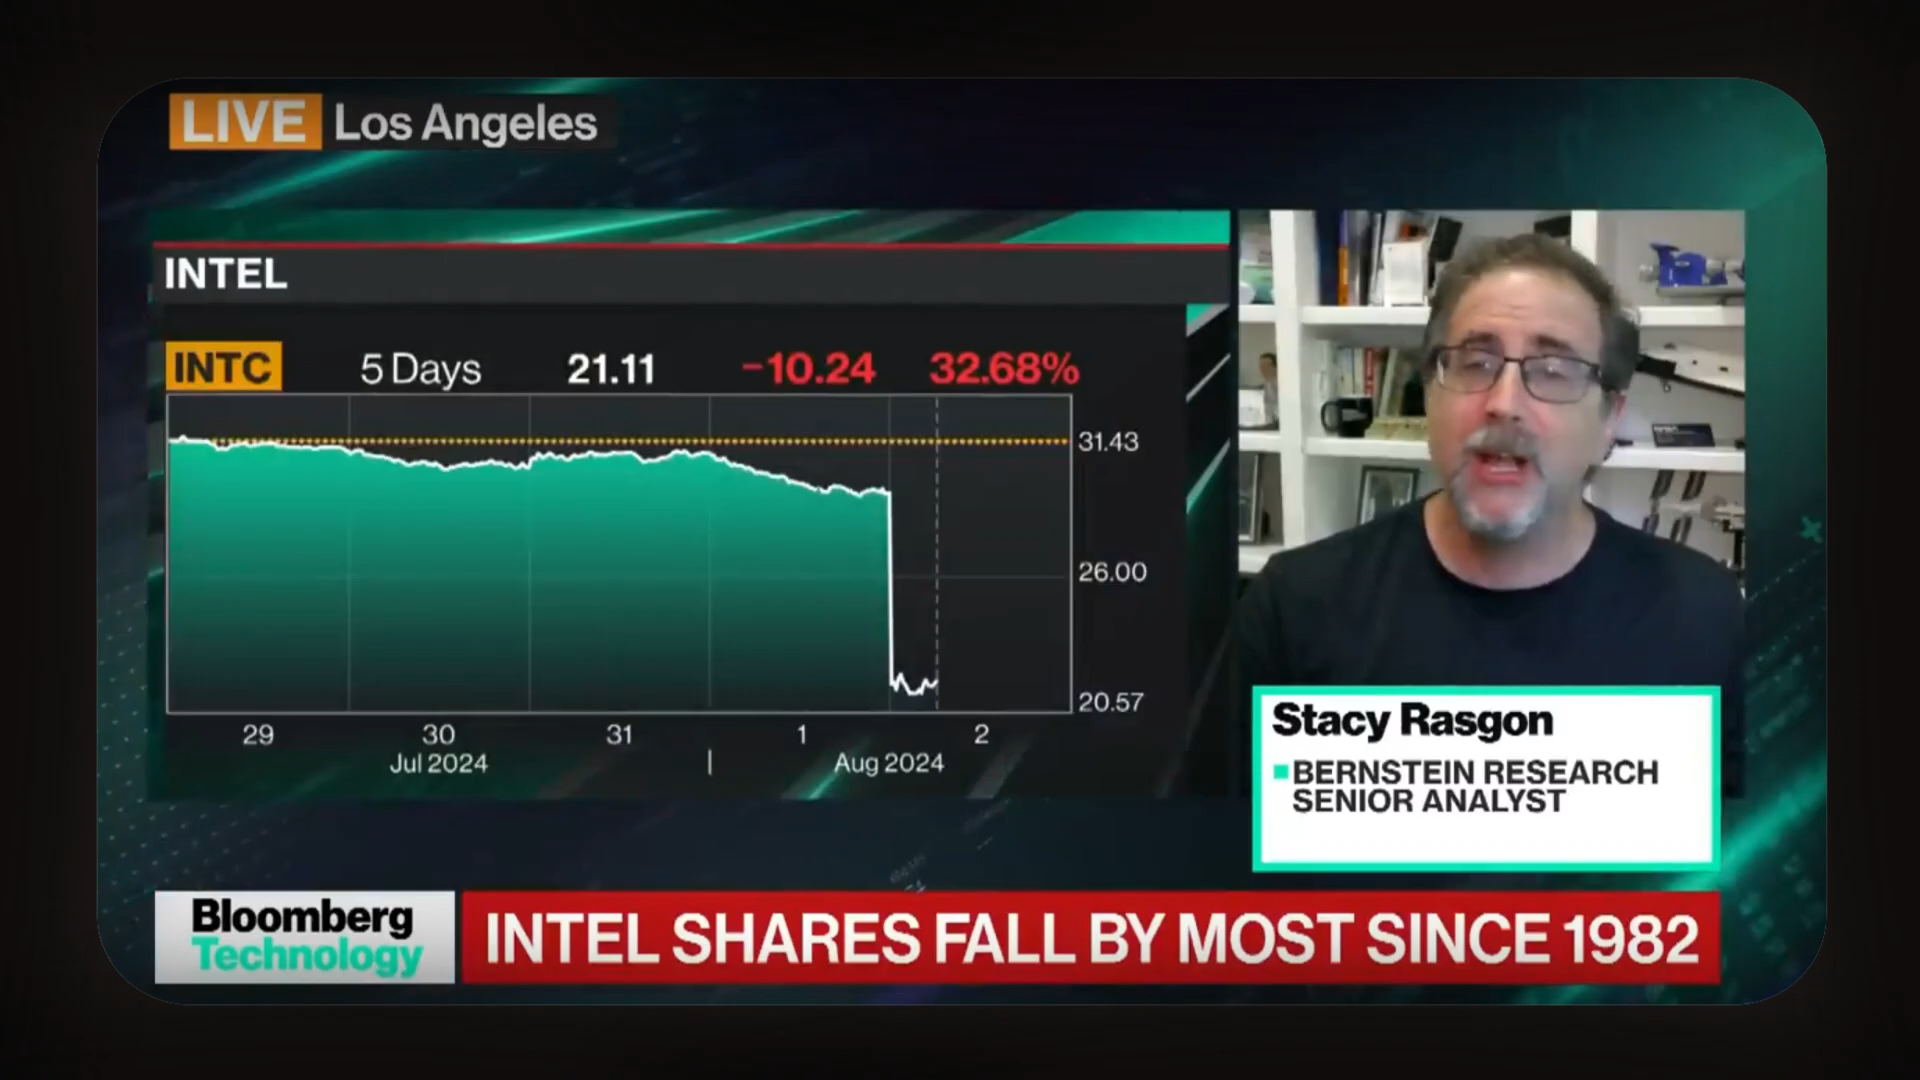 LIVE Los Angeles
INTEL
INTC 5 Days 21.11 -10.24 32.68%
31.43
26.00
20.57
29 30 31 1 2
Jul 2024 | Aug 2024
Stacy Rasgon
BERNSTEIN RESEARCH
SENIOR ANALYST
Bloomberg
Technology
INTEL SHARES FALL BY MOST SINCE 1982